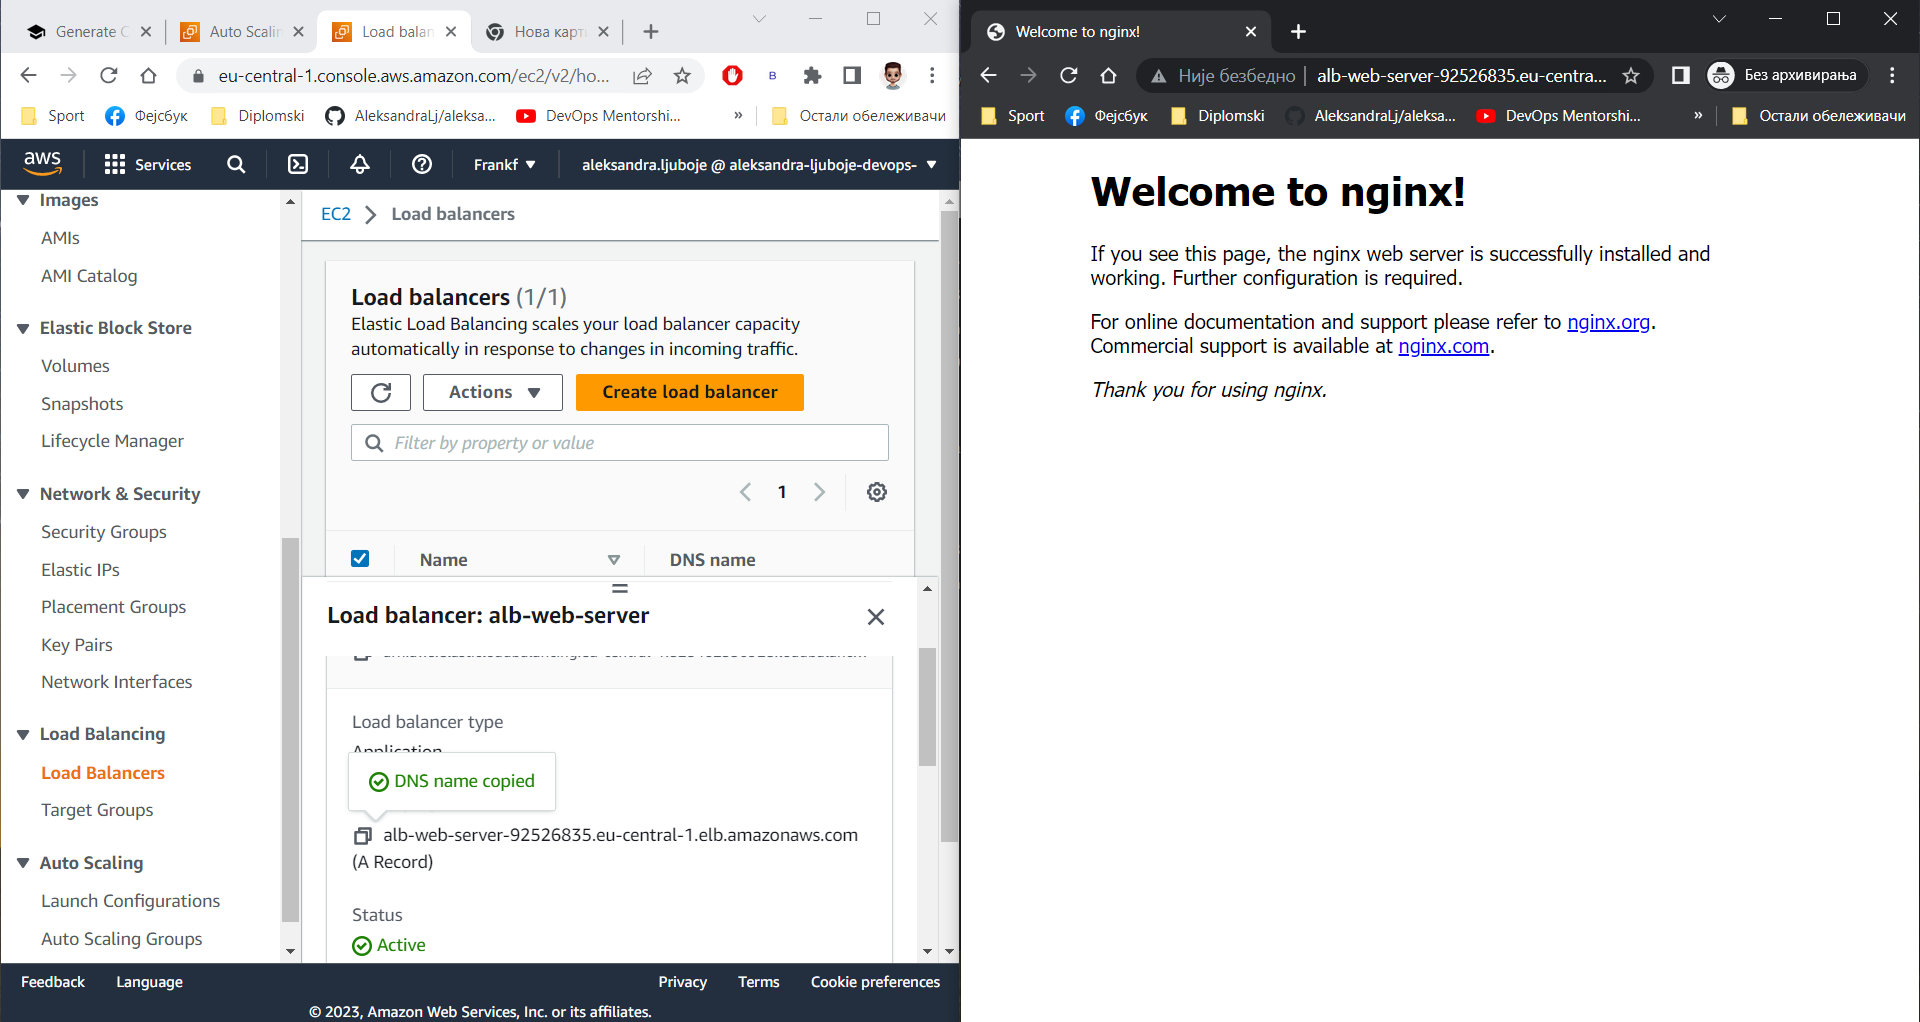 Generate C
Auto Scalin
Load balan
Нова карт
eu-central-1.console.aws.amazon.com/ec2/v2/ho...
B
Sport
Фејсбук
Diplomski
AleksandraLj/aleksa...
DevOps Mentorshi...
»
Остали обележивачи
aws
Services
Frankf
aleksandra.ljuboje @ aleksandra-ljuboje-devops-
Images
AMIs
AMI Catalog
Elastic Block Store
Volumes
Snapshots
Lifecycle Manager
Network & Security
Security Groups
Elastic IPs
Placement Groups
Key Pairs
Network Interfaces
Load Balancing
Load Balancers
Target Groups
Auto Scaling
Launch Configurations
Auto Scaling Groups
EC2 > Load balancers
Load balancers (1/1)
Elastic Load Balancing scales your load balancer capacity
automatically in response to changes in incoming traffic.
Actions
Create load balancer
Filter by property or value
1
Name
DNS name
Load balancer: alb-web-server
Load balancer type
Application
DNS name copied
alb-web-server-92526835.eu-central-1.elb.amazonaws.com
(A Record)
Status
Active
Feedback
Language
Privacy
Terms
Cookie preferences
© 2023, Amazon Web Services, Inc. or its affiliates.
Welcome to nginx!
Није безбедно
alb-web-server-92526835.eu-centra...
Без архивирања
Sport
Фејсбук
Diplomski
AleksandraLj/aleksa...
DevOps Mentorshi...
»
Остали обележивачи
Welcome to nginx!
If you see this page, the nginx web server is successfully installed and
working. Further configuration is required.
For online documentation and support please refer to nginx.org.
Commercial support is available at nginx.com.
Thank you for using nginx.